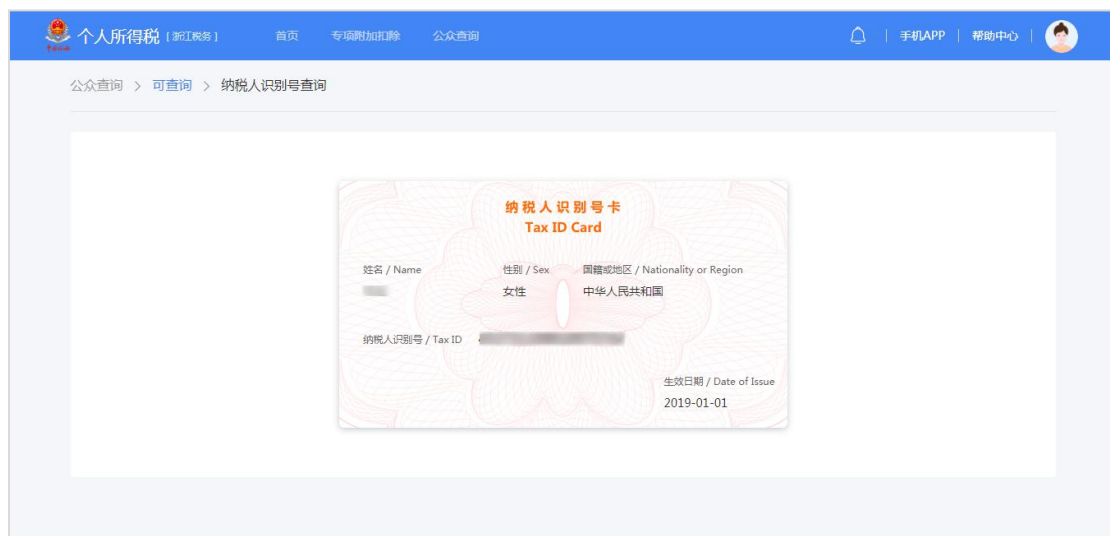 个人所得税 [ 浙江税务 ] 首页 专项附加扣除 公众查询 手机APP 帮助中心
公众查询 > 可查询 > 纳税人识别号查询
纳税人识别号卡
Tax ID Card
姓名 / Name 性别 / Sex 国籍或地区 / Nationality or Region
女性 中华人民共和国
纳税人识别号 / Tax ID
生效日期 / Date of Issue
2019-01-01